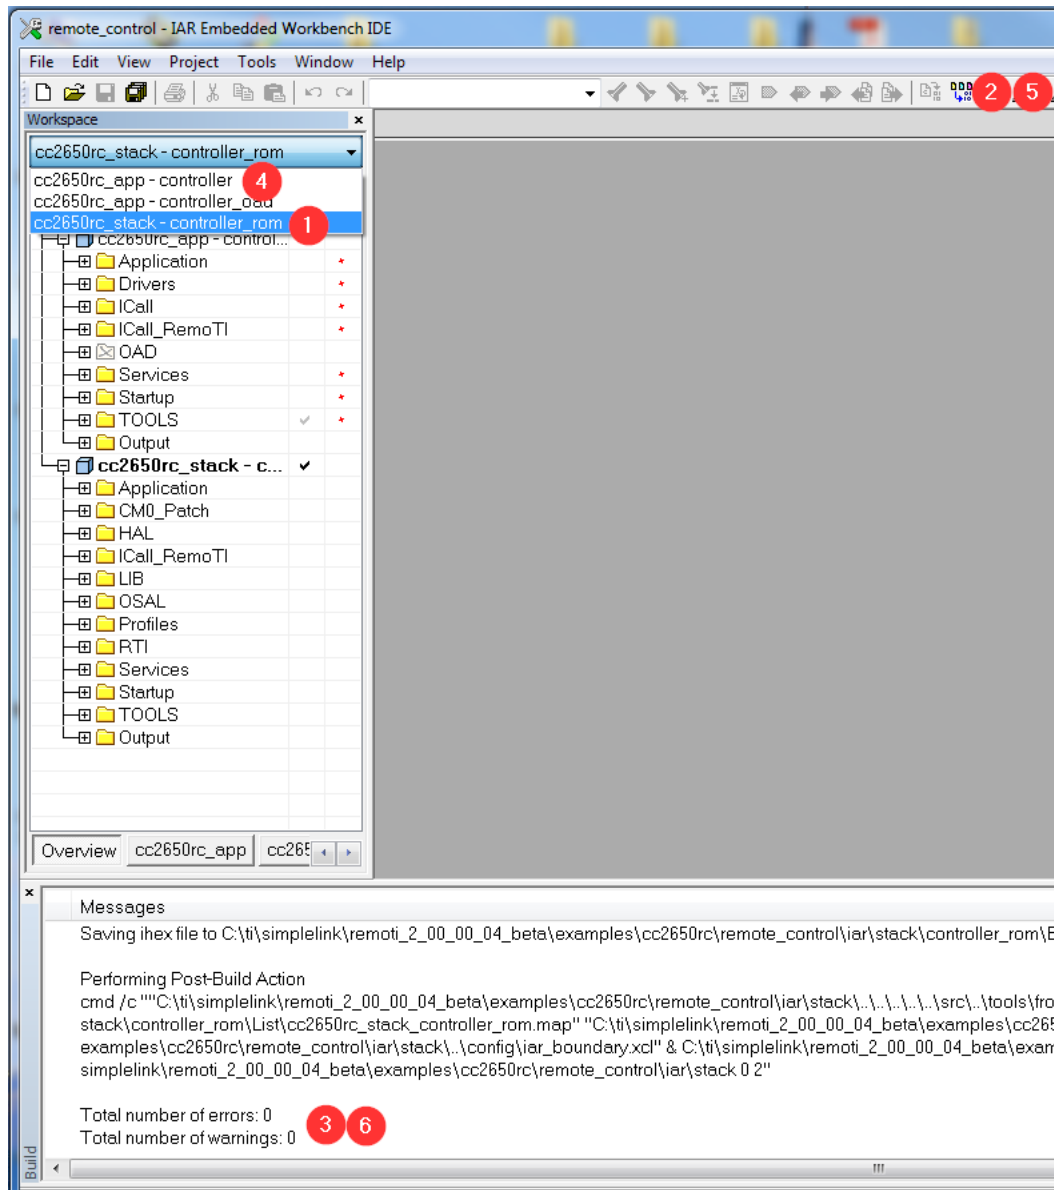 remote_control - IAR Embedded Workbench IDE
File Edit View Project Tools Window Help
2 5
Workspace
cc2650rc_stack - controller_rom
cc2650rc_app - controller 4
cc2650rc_app - controller_oad
cc2650rc_stack - controller_rom 1
cc2650rc_app - control...
Application
Drivers
ICall
ICall_RemoTI
OAD
Services
Startup
TOOLS
Output
cc2650rc_stack - c...
Application
CM0_Patch
HAL
ICall_RemoTI
LIB
OSAL
Profiles
RTI
Services
Startup
TOOLS
Output
Overview cc2650rc_app cc265
Messages
Saving ihex file to C:\ti\simplelink\remoti_2_00_00_04_beta\examples\cc2650rc\remote_control\iar\stack\controller_rom\E
Performing Post-Build Action
cmd /c ""C:\ti\simplelink\remoti_2_00_00_04_beta\examples\cc2650rc\remote_control\iar\stack\..\..\..\..\..\src\..\tools\fro
stack\controller_rom\List\cc2650rc_stack_controller_rom.map" "C:\ti\simplelink\remoti_2_00_00_04_beta\examples\cc265
examples\cc2650rc\remote_control\iar\stack\..\config\iar_boundary.xcl" & C:\ti\simplelink\remoti_2_00_00_04_beta\exam
simplelink\remoti_2_00_00_04_beta\examples\cc2650rc\remote_control\iar\stack 0 2"
Total number of errors: 0
Total number of warnings: 0
3 6
Build